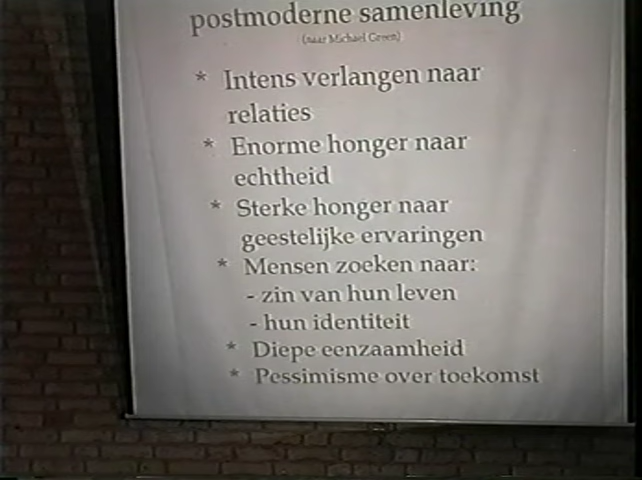 postmoderne samenleving
(naar Michael Green)
* Intens verlangen naar
relaties
* Enorme honger naar
echtheid
* Sterke honger naar
geestelijke ervaringen
* Mensen zoeken naar:
- zin van hun leven
- hun identiteit
* Diepe eenzaamheid
* Pessimisme over toekomst